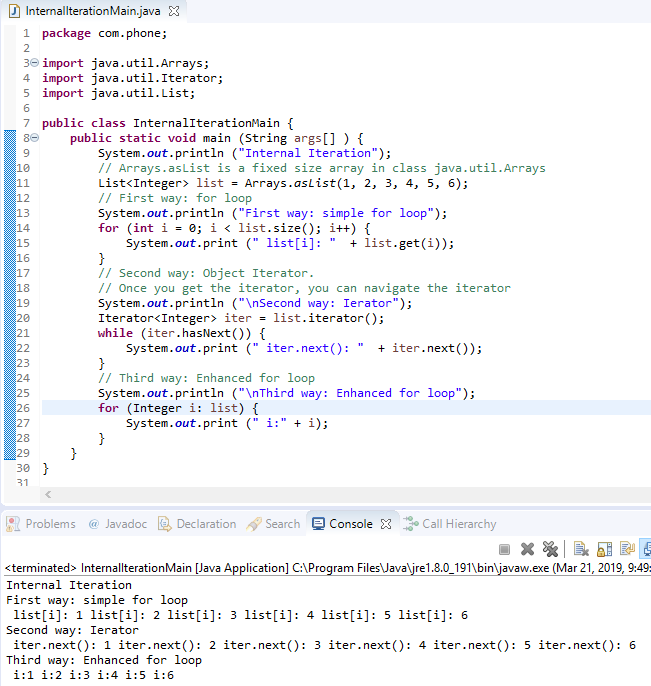 InternalIterationMain.java
1 package com.phone;
2
3 import java.util.Arrays;
4 import java.util.Iterator;
5 import java.util.List;
6
7 public class InternalIterationMain {
8 public static void main (String args[] ) {
9 System.out.println ("Internal Iteration");
10 // Arrays.asList is a fixed size array in class java.util.Arrays
11 List<Integer> list = Arrays.asList(1, 2, 3, 4, 5, 6);
12 // First way: for loop
13 System.out.println ("First way: simple for loop");
14 for (int i = 0; i < list.size(); i++) {
15 System.out.print (" list[i]: " + list.get(i));
16 }
17 // Second way: Object Iterator.
18 // Once you get the iterator, you can navigate the iterator
19 System.out.println ("\nSecond way: Ierator");
20 Iterator<Integer> iter = list.iterator();
21 while (iter.hasNext()) {
22 System.out.print (" iter.next(): " + iter.next());
23 }
24 // Third way: Enhanced for loop
25 System.out.println ("\nThird way: Enhanced for loop");
26 for (Integer i: list) {
27 System.out.print (" i:" + i);
28 }
29 }
30 }
31
Problems @ Javadoc Declaration Search Console Call Hierarchy
<terminated> InternalIterationMain [Java Application] C:\Program Files\Java\jre1.8.0_191\bin\javaw.exe (Mar 21, 2019, 9:49:
Internal Iteration
First way: simple for loop
list[i]: 1 list[i]: 2 list[i]: 3 list[i]: 4 list[i]: 5 list[i]: 6
Second way: Ierator
iter.next(): 1 iter.next(): 2 iter.next(): 3 iter.next(): 4 iter.next(): 5 iter.next(): 6
Third way: Enhanced for loop
i:1 i:2 i:3 i:4 i:5 i:6